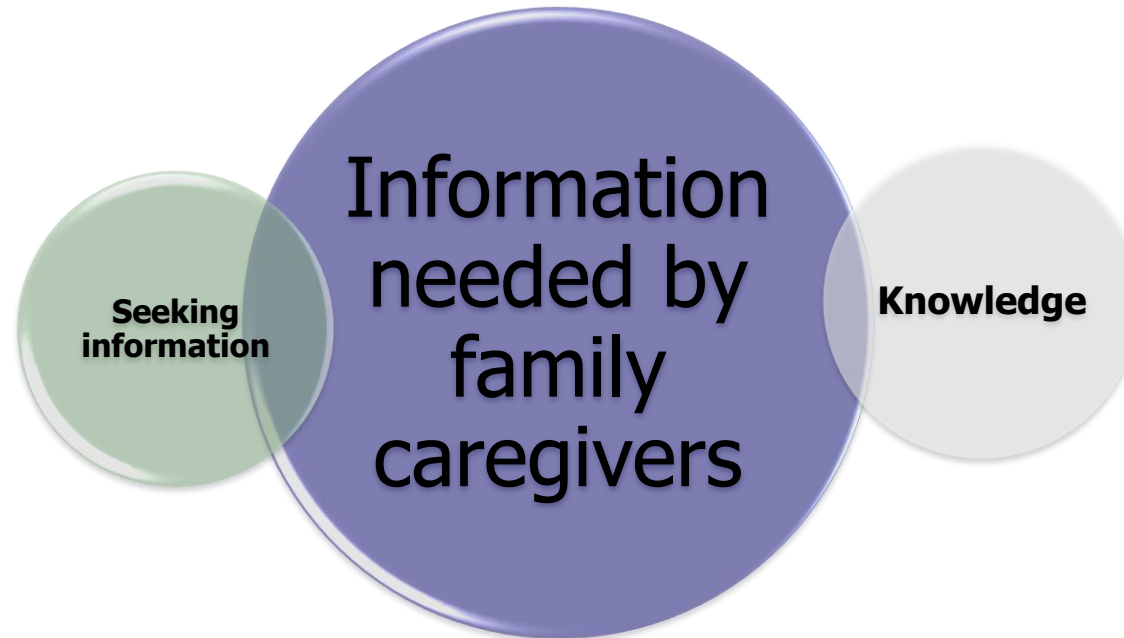 Seeking
information
Information
needed by
family
caregivers
Knowledge